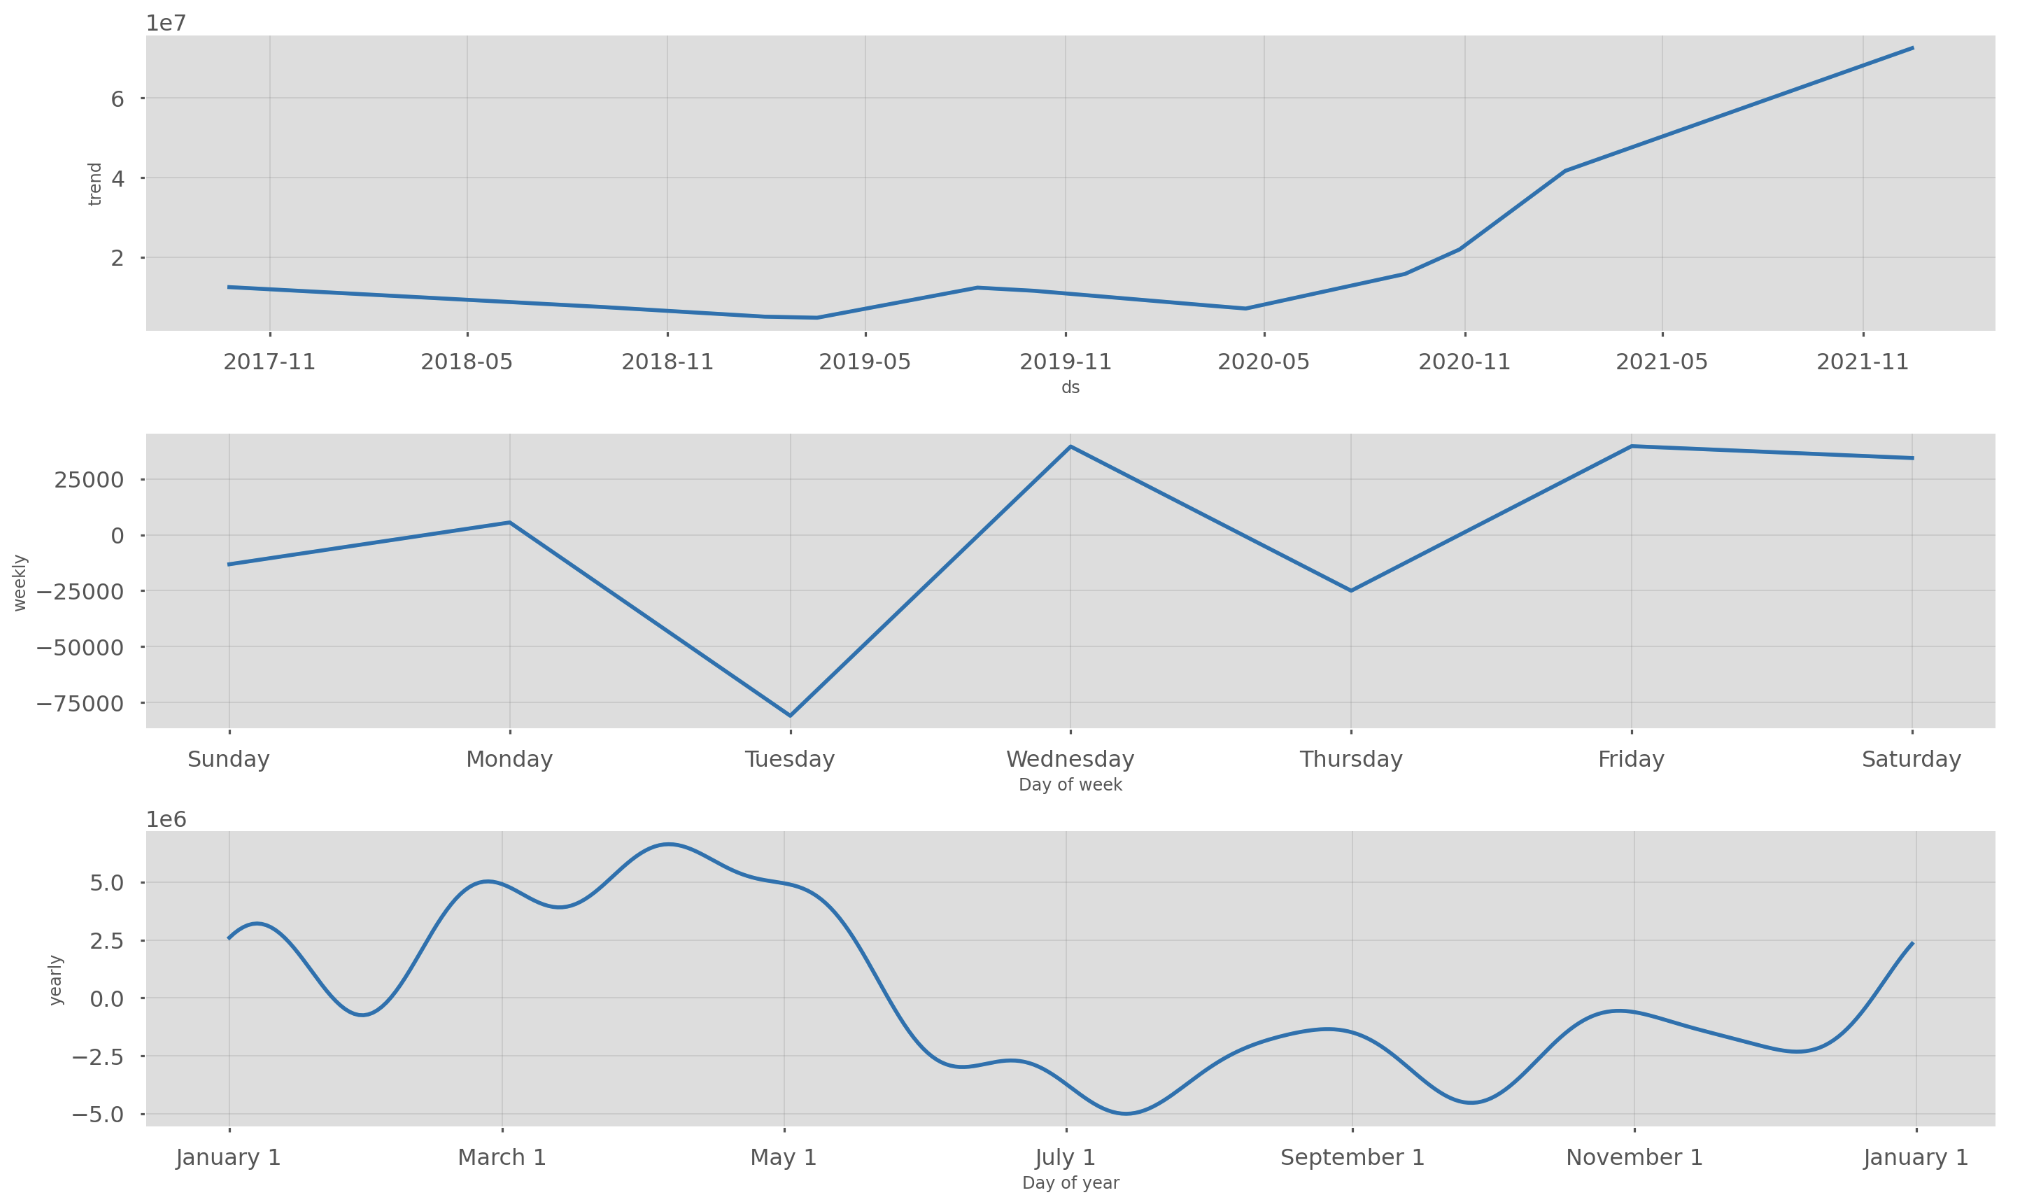 1e7
6
4
2
trend
2017-11 2018-05 2018-11 2019-05 2019-11 2020-05 2020-11 2021-05 2021-11
ds
25000
0
−25000
−50000
−75000
weekly
Sunday Monday Tuesday Wednesday Thursday Friday Saturday
Day of week
1e6
5.0
2.5
0.0
−2.5
−5.0
yearly
January 1 March 1 May 1 July 1 September 1 November 1 January 1
Day of year